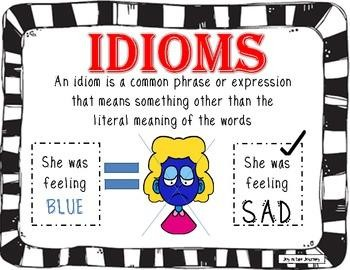 IDIOMS
An idiom is a common phrase or expression
that means something other than the
literal meaning of the words
She was
feeling
BLUE
She was
feeling
SAD